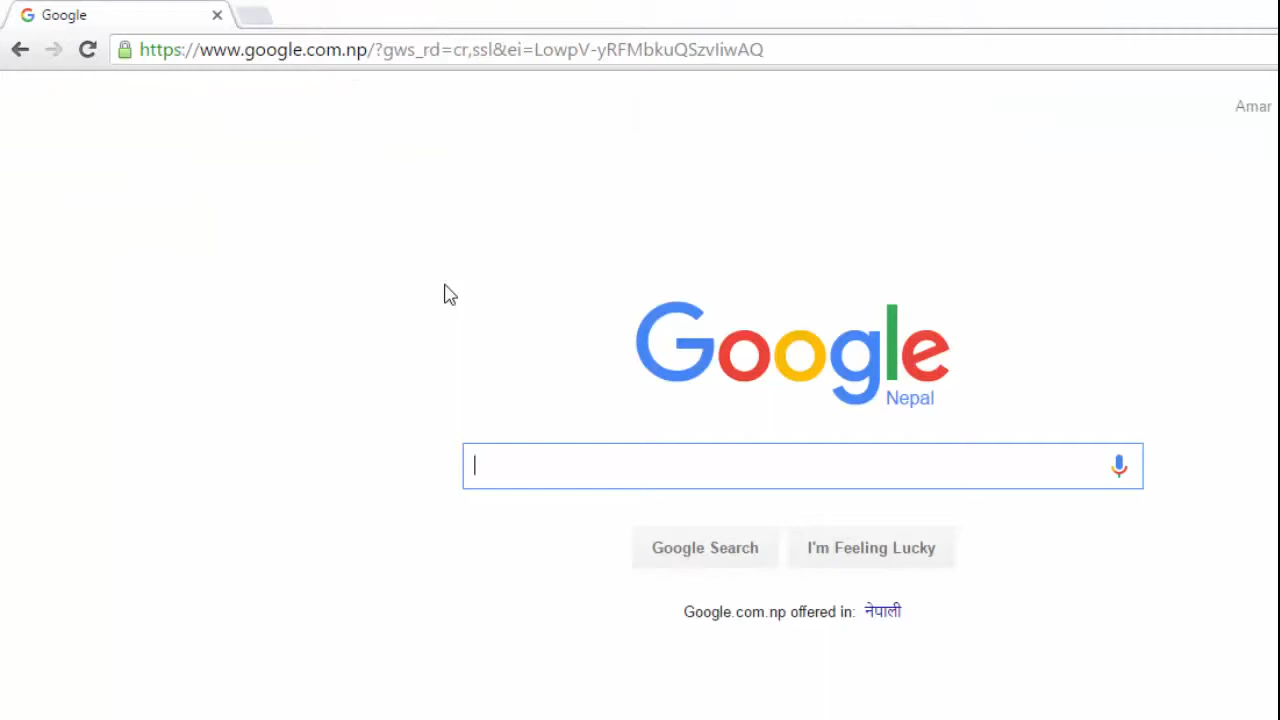 Google
https://www.google.com.np/?gws_rd=cr,ssl&ei=LowpV-yRFMbkuQSzvIiwAQ
Amar
Google
Nepal
Google Search I'm Feeling Lucky
Google.com.np offered in: नेपाली